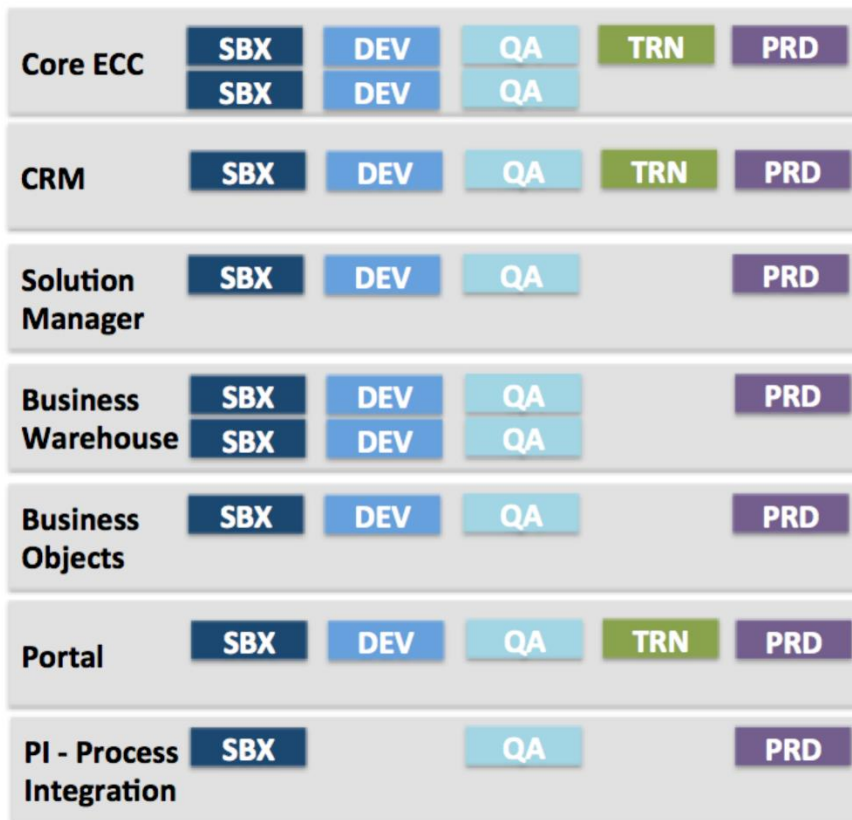 Core ECC SBX DEV QA TRN PRD
SBX DEV QA
CRM SBX DEV QA TRN PRD
Solution Manager SBX DEV QA PRD
Business Warehouse SBX DEV QA PRD
SBX DEV QA
Business Objects SBX DEV QA PRD
Portal SBX DEV QA TRN PRD
PI - Process Integration SBX QA PRD